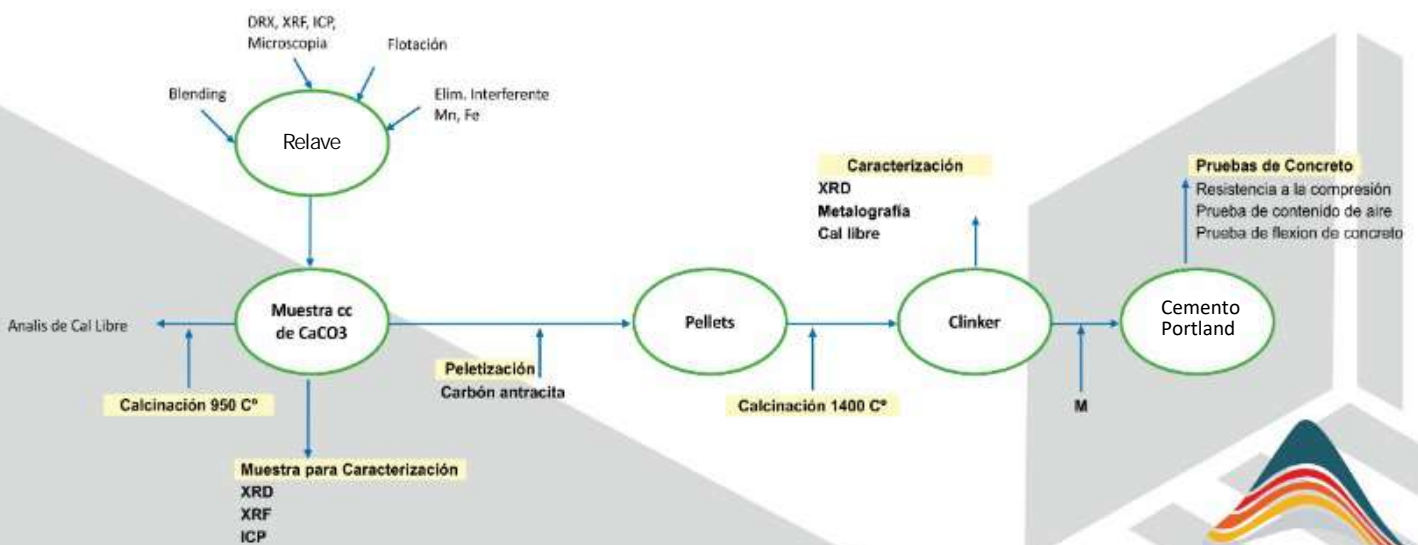 DRX, XRF, ICP,
Microscopia
Flotación
Blending
Elim. Interferente
Mn, Fe
Relave
Caracterización
XRD
Metalografía
Cal libre
Pruebas de Concreto
Resistencia a la compresión
Prueba de contenido de aire
Prueba de flexion de concreto
Analis de Cal Libre
Muestra cc
de CaCO3
Pellets
Clinker
Cemento
Portland
Peletización
Carbón antracita
Calcinación 950 Cº
Calcinación 1400 Cº
M
Muestra para Caracterización
XRD
XRF
ICP